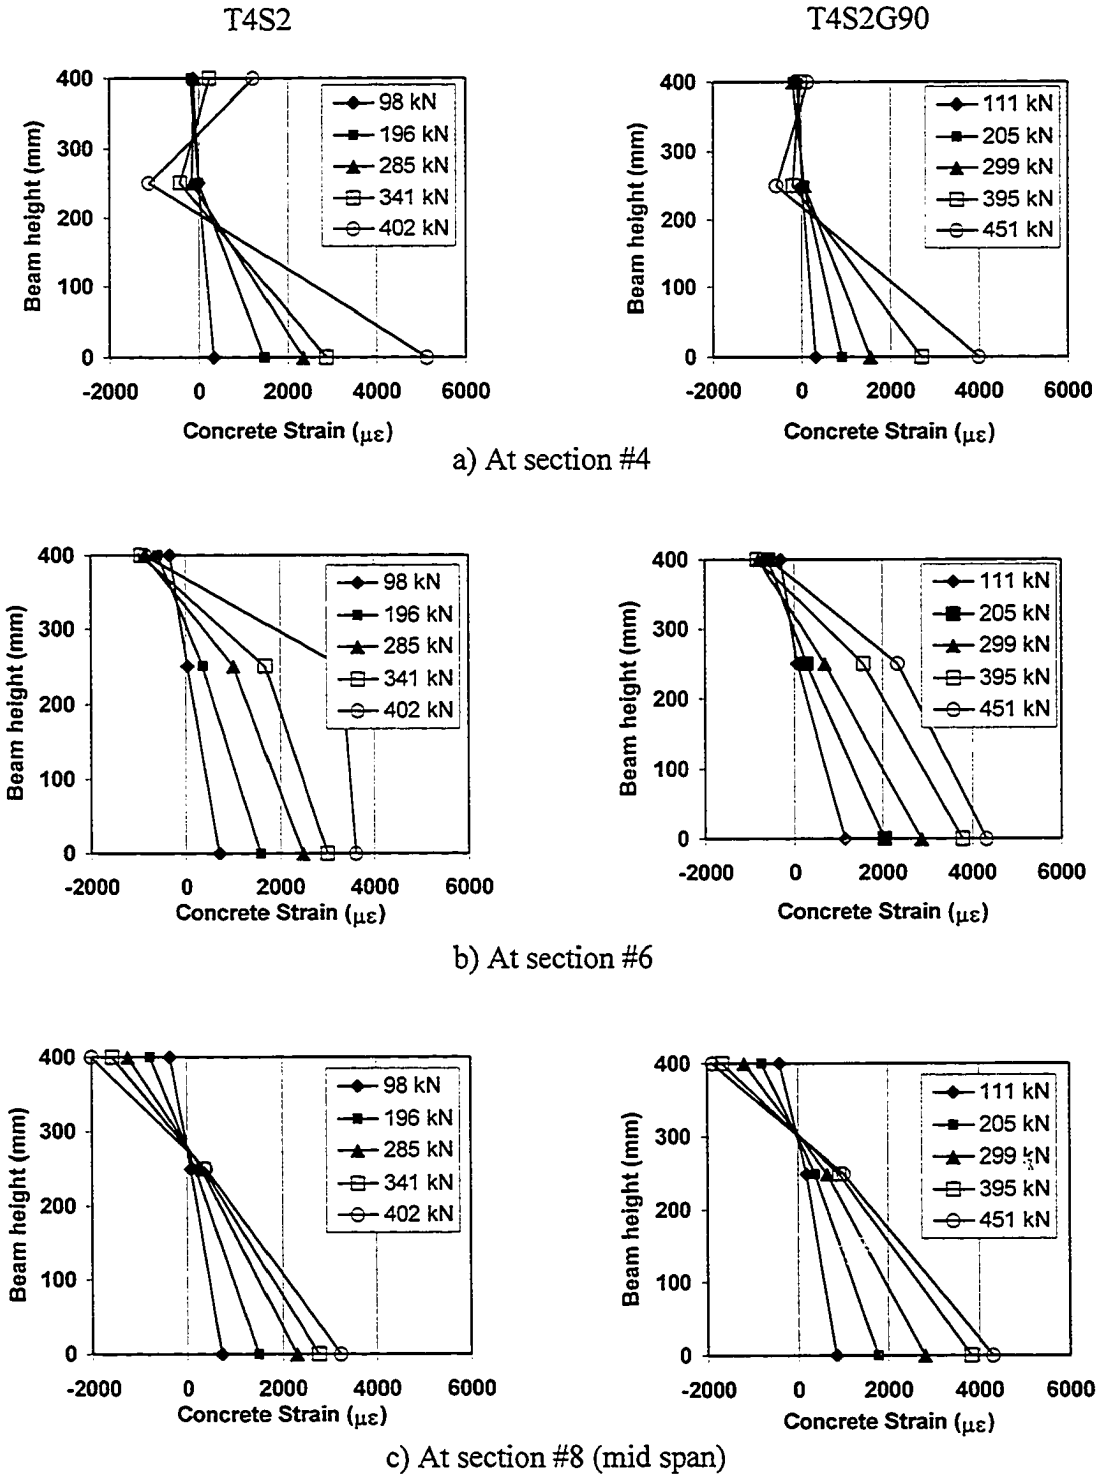 T4S2
T4S2G90
400
300
200
100
0
-2000 0 2000 4000 6000
Beam height (mm)
Concrete Strain (με)
98 kN
196 kN
285 kN
341 kN
402 kN
400
300
200
100
0
-2000 0 2000 4000 6000
Beam height (mm)
Concrete Strain (με)
111 kN
205 kN
299 kN
395 kN
451 kN
a) At section #4
400
300
200
100
0
-2000 0 2000 4000 6000
Beam height (mm)
Concrete Strain (με)
98 kN
196 kN
285 kN
341 kN
402 kN
400
300
200
100
0
-2000 0 2000 4000 6000
Beam height (mm)
Concrete Strain (με)
111 kN
205 kN
299 kN
395 kN
451 kN
b) At section #6
400
300
200
100
0
-2000 0 2000 4000 6000
Beam height (mm)
Concrete Strain (με)
98 kN
196 kN
285 kN
341 kN
402 kN
400
300
200
100
0
-2000 0 2000 4000 6000
Beam height (mm)
Concrete Strain (με)
111 kN
205 kN
299 kN
395 kN
451 kN
c) At section #8 (mid span)